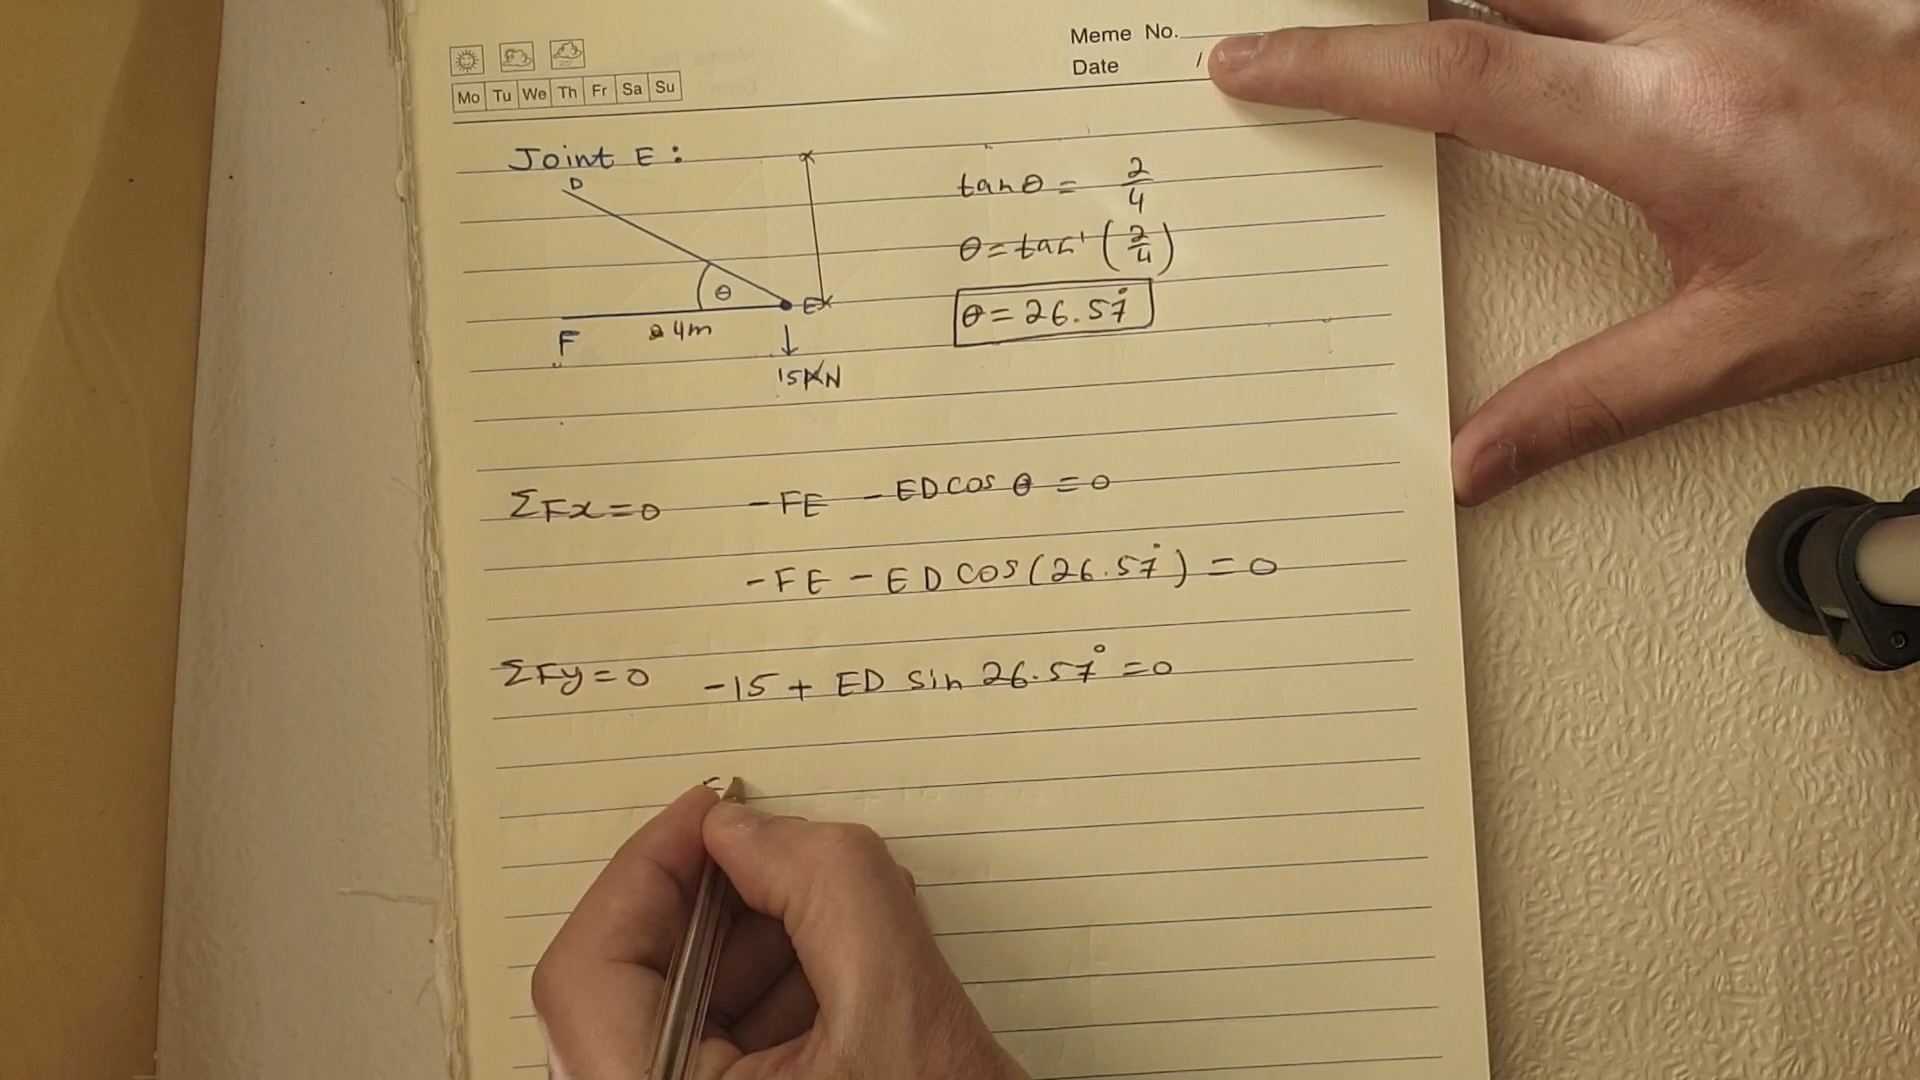 Meme No.
Date /
Mo Tu We Th Fr Sa Su
Joint E :
D
θ
E
F
4m
15KN
tanθ = 2/4
θ = tan⁻¹ (2/4)
θ = 26.57°
ΣFx = 0 -FE - ED cos θ = 0
-FE - ED cos(26.57°) = 0
ΣFy = 0 -15 + ED sin 26.57° = 0